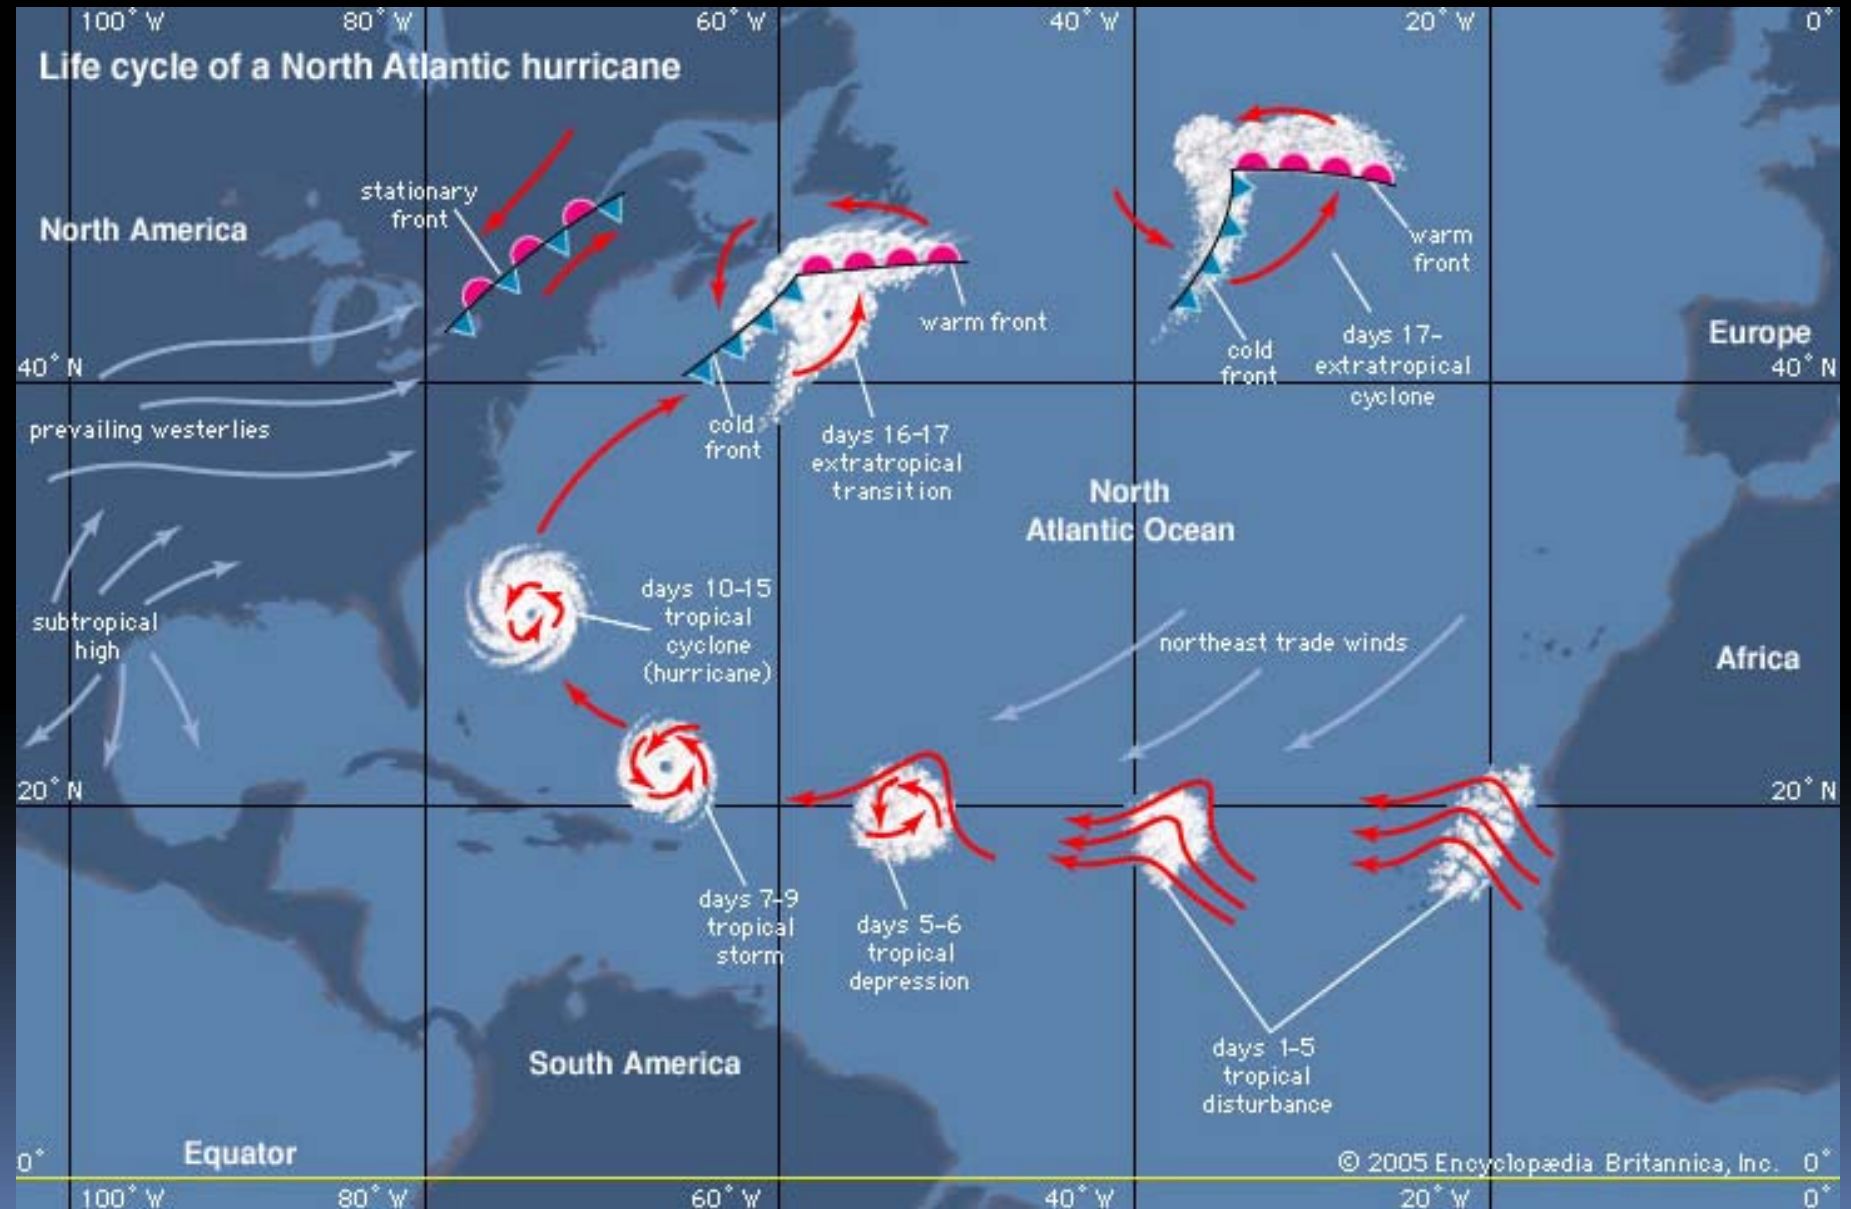 100° W
80° W
60° W
40° W
20° W
0°
Life cycle of a North Atlantic hurricane
stationary
front
North America
warm
front
warm front
Europe
days 17-
extratropical
cyclone
cold
front
40° N
40° N
prevailing westerlies
cold
front
days 16-17
extratropical
transition
North
Atlantic Ocean
days 10-15
tropical
cyclone
(hurricane)
subtropical
high
northeast trade winds
Africa
20° N
20° N
days 7-9
tropical
storm
days 5-6
tropical
depression
days 1-5
tropical
disturbance
South America
Equator
© 2005 Encyclopædia Britannica, Inc.
0°
0°
100° W
80° W
60° W
40° W
20° W
0°